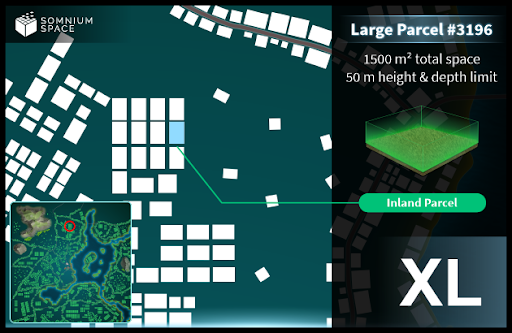 SOMNIUM
SPACE
Large Parcel #3196
1500 m² total space
50 m height & depth limit
Inland Parcel
XL